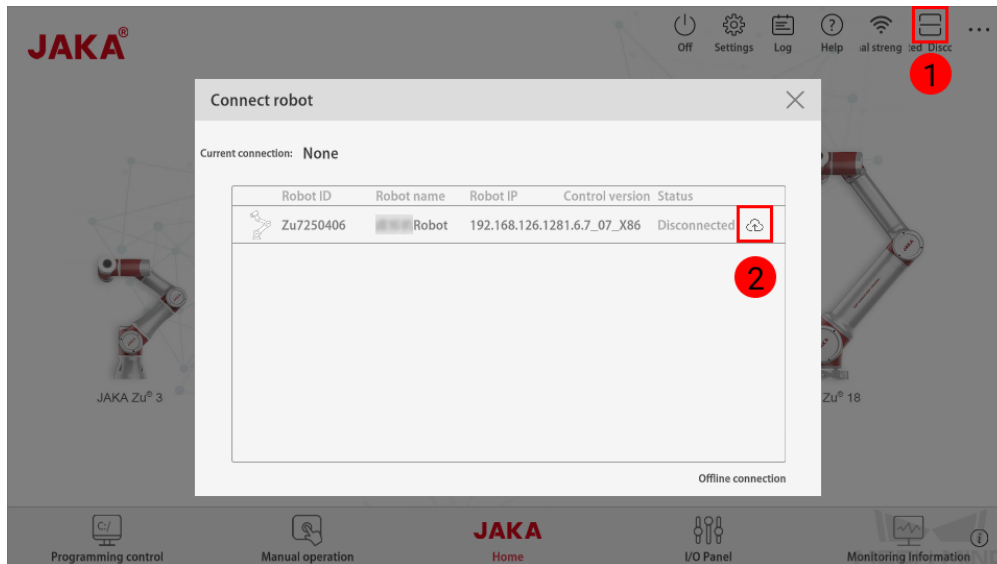 JAKA®
Off
Settings
Log
Help
al streng
ted Discc
1
Connect robot
Current connection: None
Robot ID Robot name Robot IP Control version Status
Zu7250406 Robot 192.168.126.1281.6.7_07_X86 Disconnected
2
JAKA Zu® 3
Zu® 18
Offline connection
C:/
Programming control
Manual operation
JAKA
Home
I/O Panel
Monitoring Information